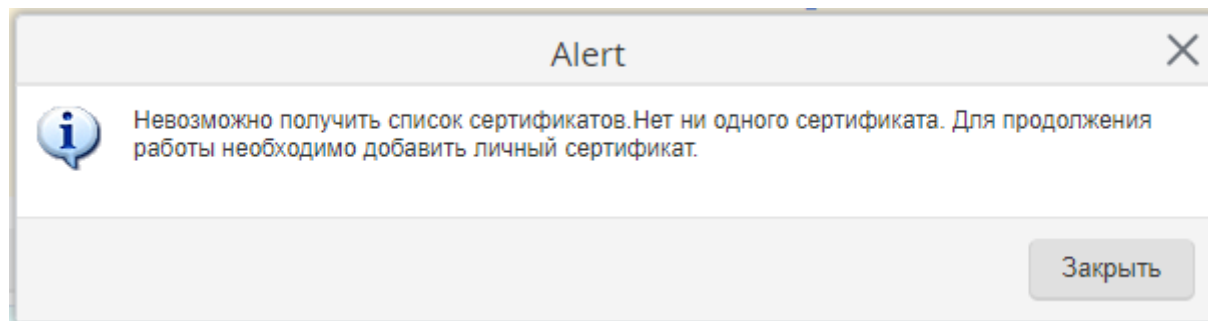 Alert
Невозможно получить список сертификатов.Нет ни одного сертификата. Для продолжения
работы необходимо добавить личный сертификат.
Закрыть